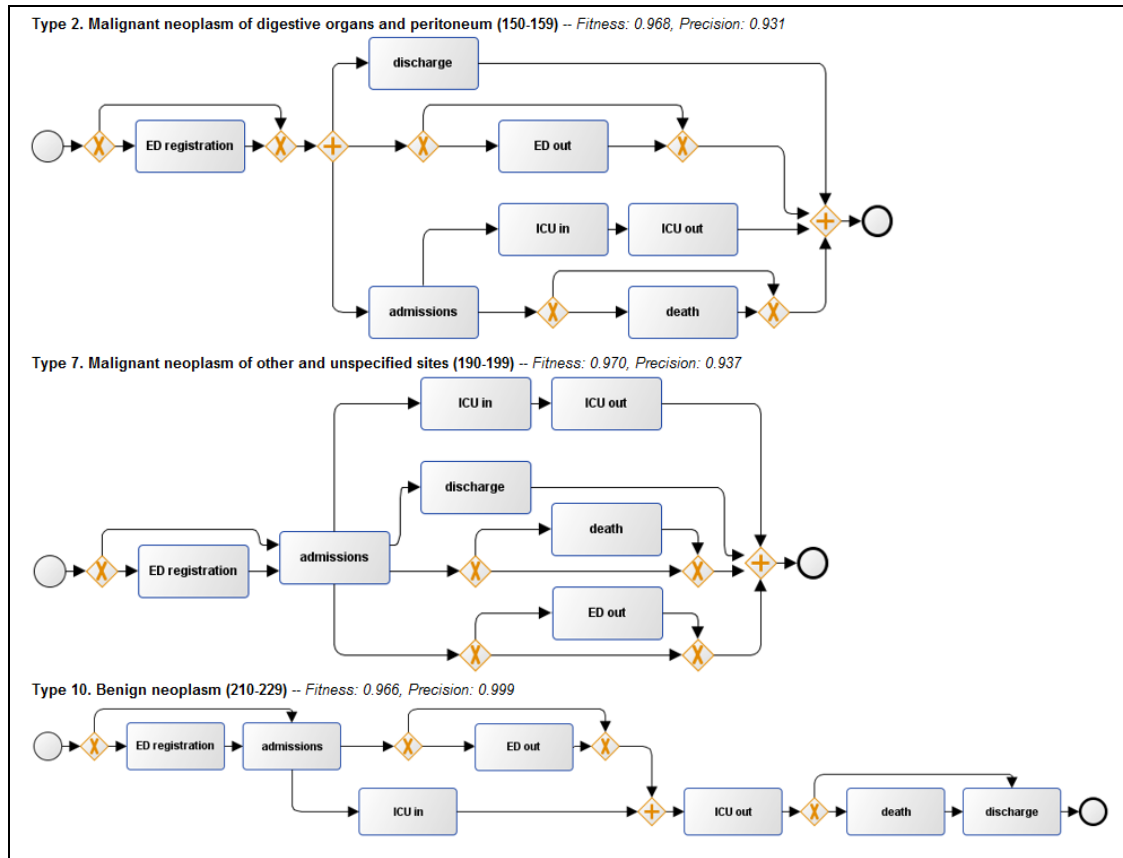 Type 2. Malignant neoplasm of digestive organs and peritoneum (150-159) -- Fitness: 0.968, Precision: 0.931
discharge
ED registration
ED out
ICU in
ICU out
admissions
death
Type 7. Malignant neoplasm of other and unspecified sites (190-199) -- Fitness: 0.970, Precision: 0.937
ICU in
ICU out
discharge
death
admissions
ED registration
ED out
Type 10. Benign neoplasm (210-229) -- Fitness: 0.966, Precision: 0.999
ED registration
admissions
ED out
ICU in
ICU out
death
discharge